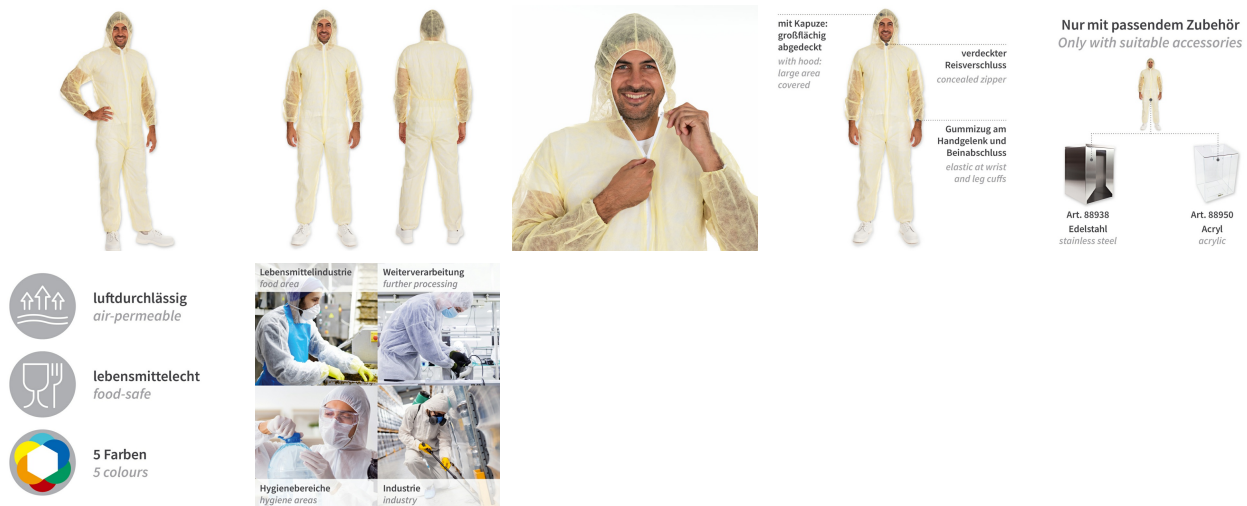 mit Kapuze:
großflächig
abgedeckt
with hood:
large area
covered
verdeckter
Reisverschluss
concealed zipper
Gummizug am
Handgelenk und
Beinabschluss
elastic at wrist
and leg cuffs
Nur mit passendem Zubehör
Only with suitable accessories
Art. 88938
Edelstahl
stainless steel
Art. 88950
Acryl
acrylic
luftdurchlässig
air-permeable
lebensmittelecht
food-safe
5 Farben
5 colours
Lebensmittelindustrie
food area
Weiterverarbeitung
further processing
Hygienebereiche
hygiene areas
Industrie
industry